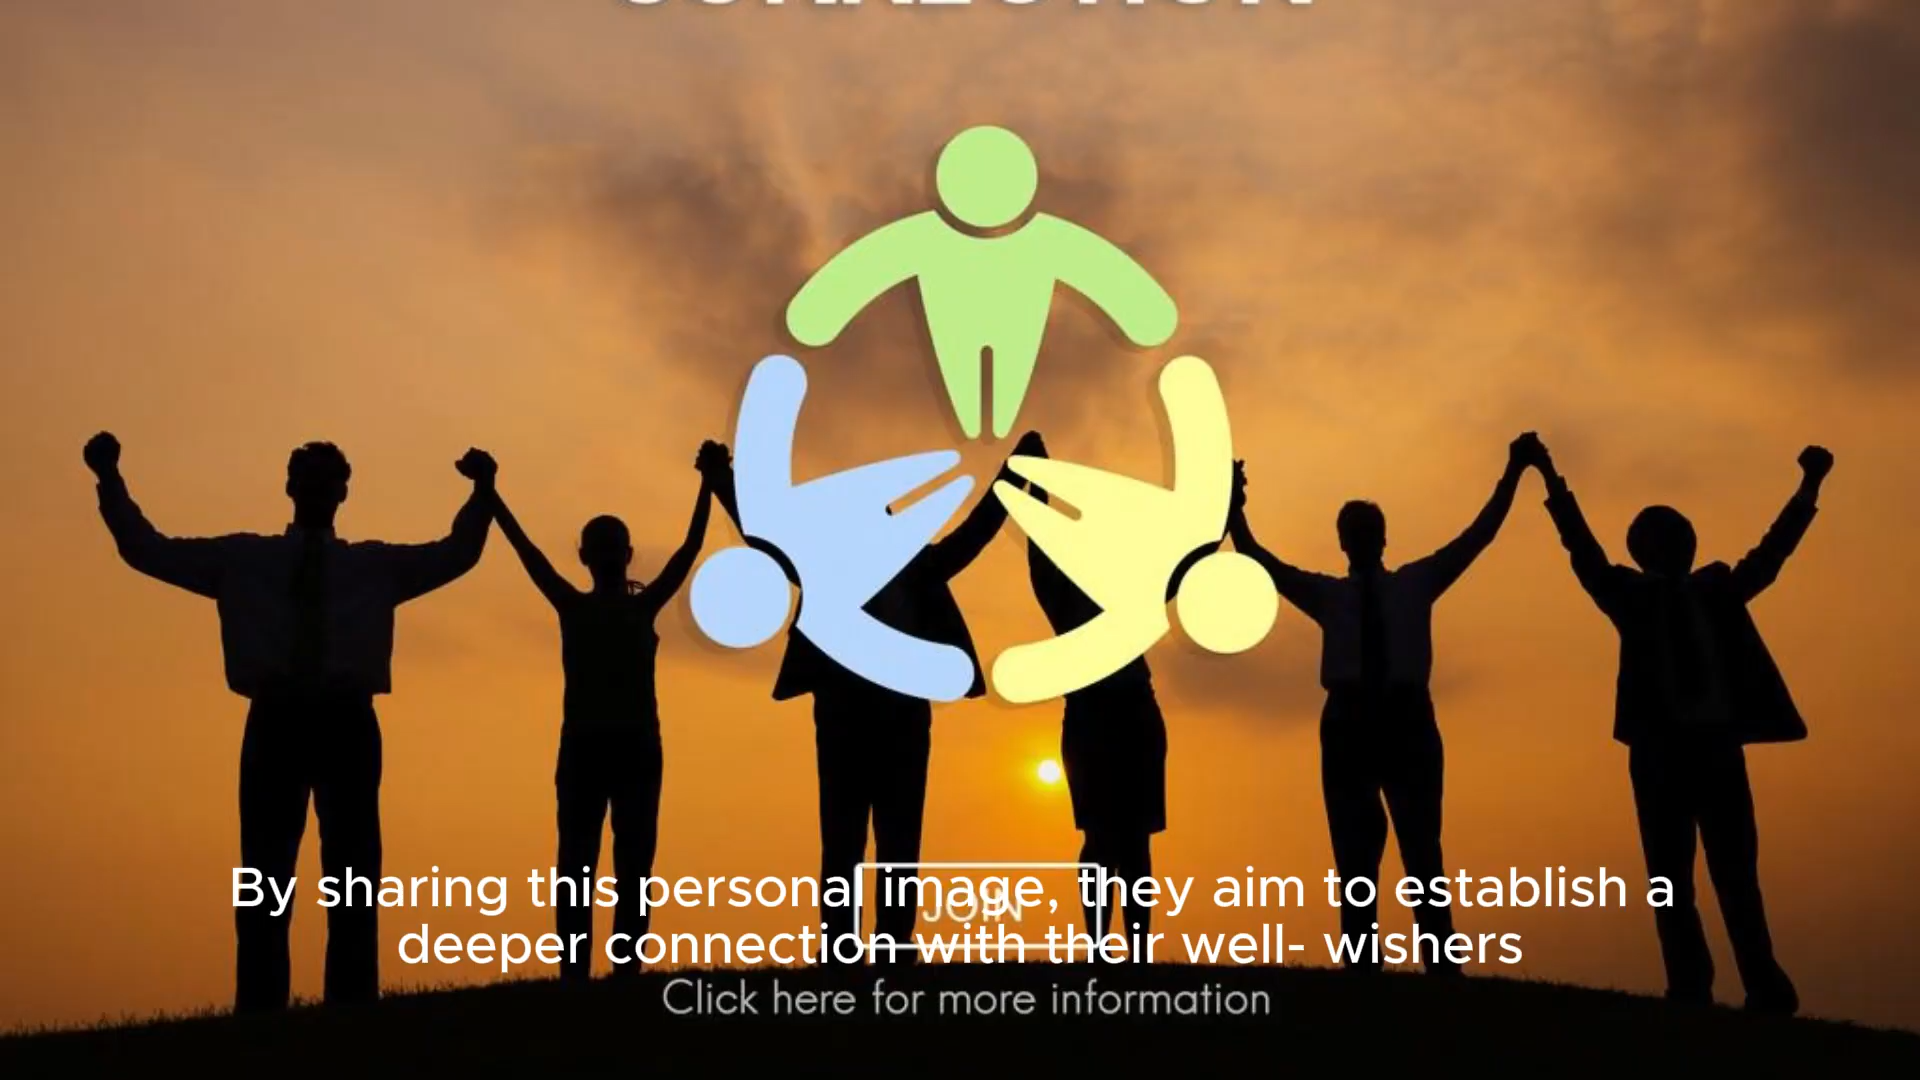 CONNECTION
By sharing this personal image, they aim to establish a
JOIN
deeper connection with their well- wishers
Click here for more information